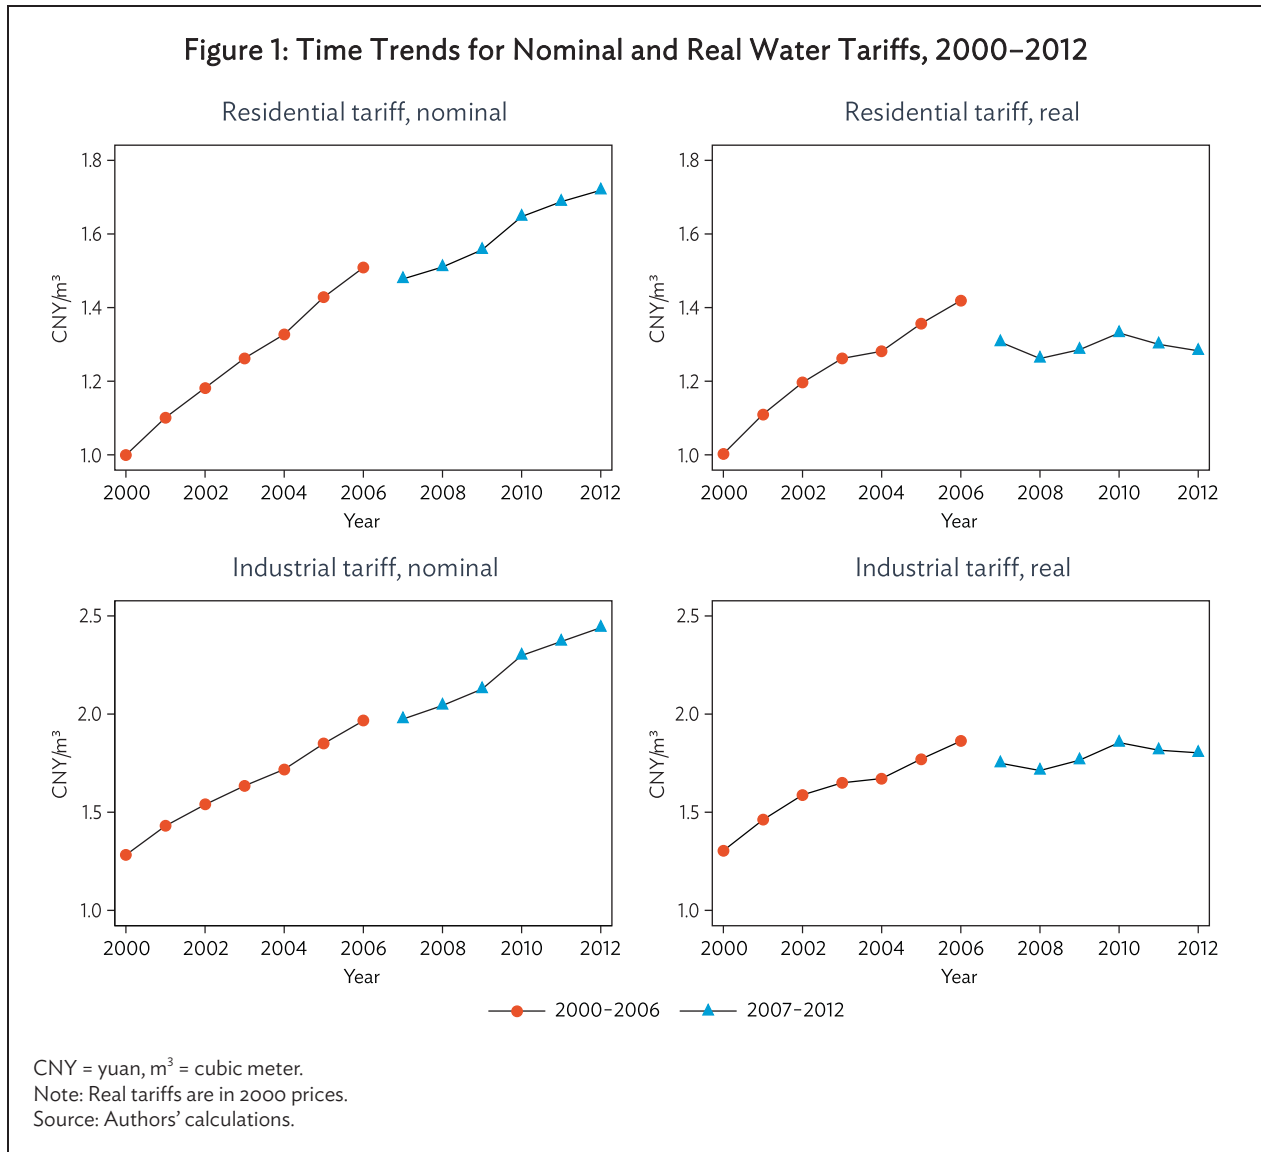 Figure 1: Time Trends for Nominal and Real Water Tariffs, 2000–2012
Residential tariff, nominal
1.8
1.6
1.4
1.2
1.0
CNY/m³
2000 2002 2004 2006 2008 2010 2012
Year
Residential tariff, real
1.8
1.6
1.4
1.2
1.0
CNY/m³
2000 2002 2004 2006 2008 2010 2012
Year
Industrial tariff, nominal
2.5
2.0
1.5
1.0
CNY/m³
2000 2002 2004 2006 2008 2010 2012
Year
Industrial tariff, real
2.5
2.0
1.5
1.0
CNY/m³
2000 2002 2004 2006 2008 2010 2012
Year
2000–2006 2007–2012
CNY = yuan, m³ = cubic meter.
Note: Real tariffs are in 2000 prices.
Source: Authors’ calculations.